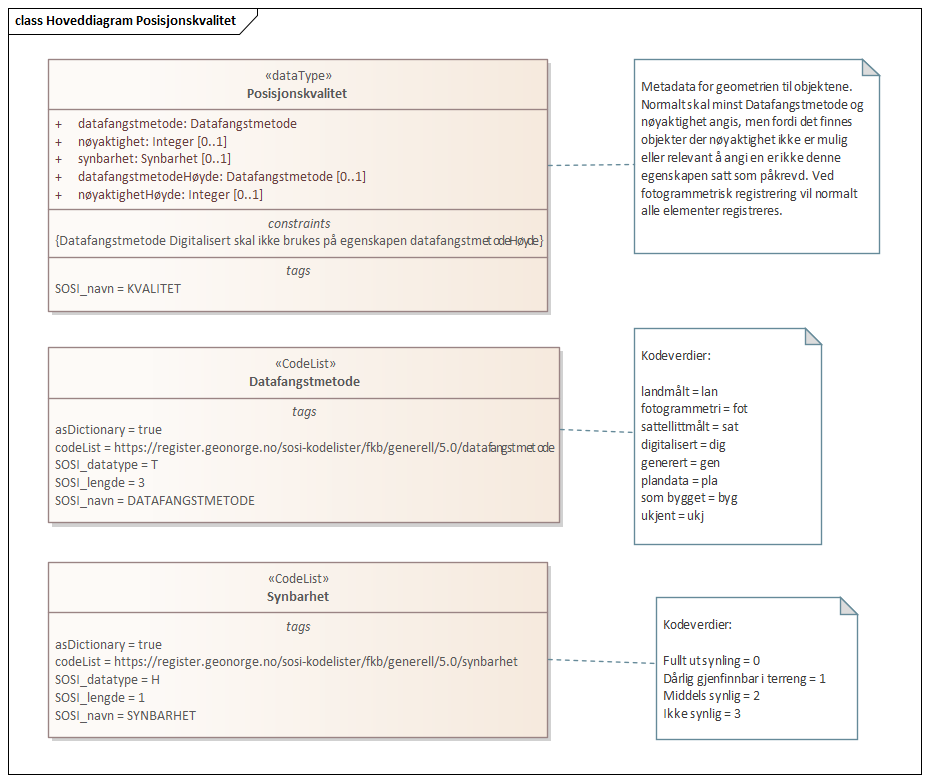 class Hoveddiagram Posisjonskvalitet
«dataType»
Posisjonskvalitet
+ datafangstmetode: Datafangstmetode
+ nøyaktighet: Integer [0..1]
+ synbarhet: Synbarhet [0..1]
+ datafangstmetodeHøyde: Datafangstmetode [0..1]
+ nøyaktighetHøyde: Integer [0..1]
constraints
{Datafangstmetode Digitalisert skal ikke brukes på egenskapen datafangstmetodeHøyde}
tags
SOSI_navn = KVALITET
Metadata for geometrien til objektene.
Normalt skal minst Datafangstmetode og
nøyaktighet angis, men fordi det finnes
objekter der nøyaktighet ikke er mulig
eller relevant å angi en er ikke denne
egenskapen satt som påkrevd. Ved
fotogrammetrisk registrering vil normalt
alle elementer registreres.
«CodeList»
Datafangstmetode
tags
asDictionary = true
codeList = https://register.geonorge.no/sosi-kodelister/fkb/generell/5.0/datafangstmetode
SOSI_datatype = T
SOSI_lengde = 3
SOSI_navn = DATAFANGSTMETODE
Kodeverdier:
landmålt = lan
fotogrammetri = fot
sattellittmålt = sat
digitalisert = dig
generert = gen
plandata = pla
som bygget = byg
ukjent = ukj
«CodeList»
Synbarhet
tags
asDictionary = true
codeList = https://register.geonorge.no/sosi-kodelister/fkb/generell/5.0/synbarhet
SOSI_datatype = H
SOSI_lengde = 1
SOSI_navn = SYNBARHET
Kodeverdier:
Fullt ut synling = 0
Dårlig gjenfinnbar i terreng = 1
Middels synlig = 2
Ikke synlig = 3